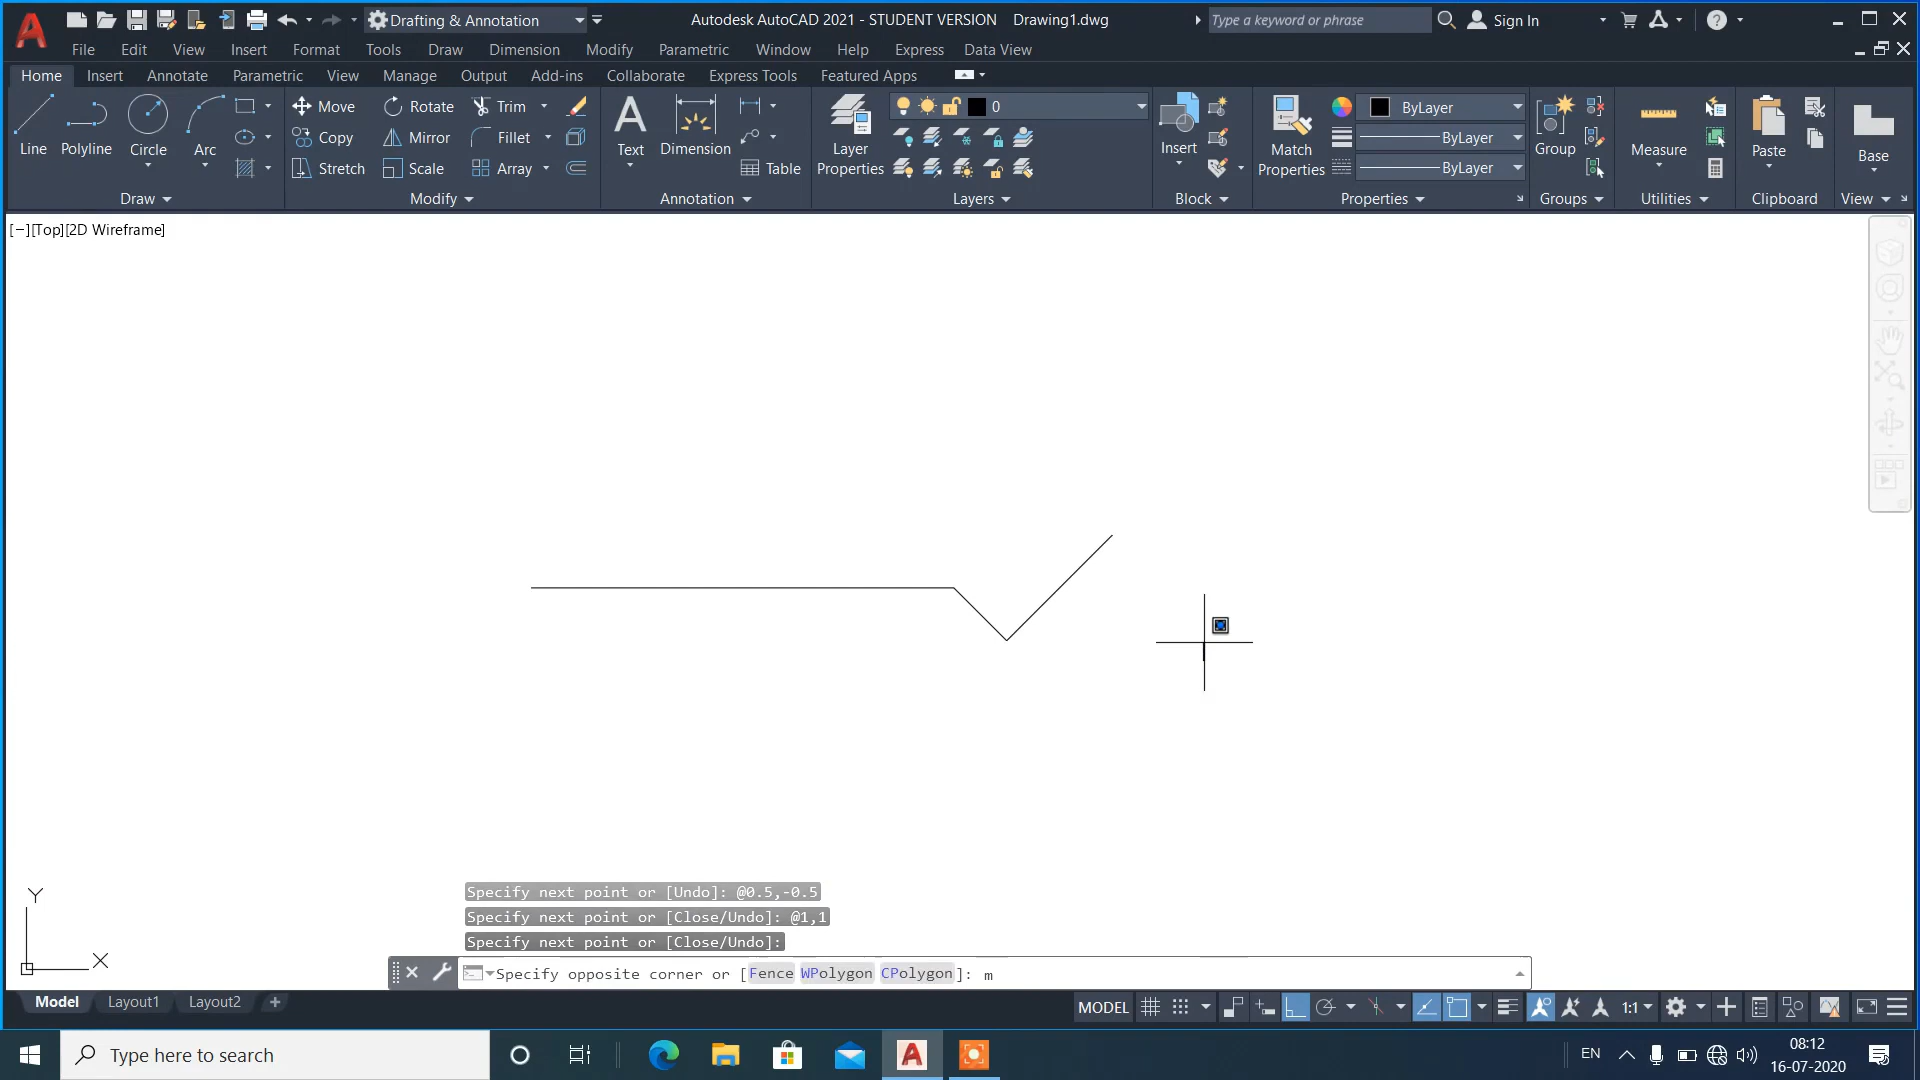 Drafting & Annotation
Autodesk AutoCAD 2021 - STUDENT VERSION Drawing1.dwg
Type a keyword or phrase
Sign In
File Edit View Insert Format Tools Draw Dimension Modify Parametric Window Help Express Data View
Home Insert Annotate Parametric View Manage Output Add-ins Collaborate Express Tools Featured Apps
Line Polyline Circle Arc
Draw
Move Rotate Trim
Copy Mirror Fillet
Stretch Scale Array
Modify
Text Dimension Table
Annotation
Layer
Properties
0
Layers
Insert
Block
Match
Properties
ByLayer
ByLayer
ByLayer
Properties
Group
Groups
Measure
Utilities
Paste
Clipboard
Base
View
[−][Top][2D Wireframe]
Y
X
Specify next point or [Undo]: @0.5,-0.5
Specify next point or [Close/Undo]: @1,1
Specify next point or [Close/Undo]:
Specify opposite corner or [Fence WPolygon CPolygon]: m
Model Layout1 Layout2 +
MODEL 1:1
Type here to search
EN
08:12
16-07-2020